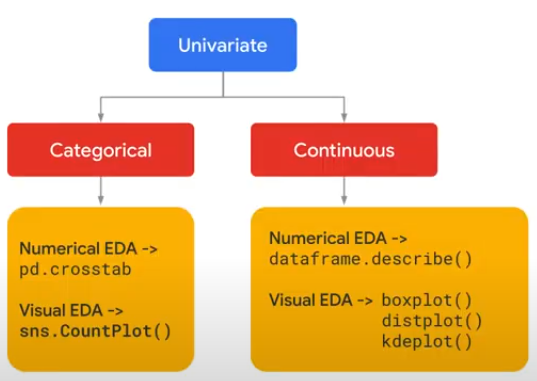 Univariate
Categorical
Continuous
Numerical EDA ->
pd.crosstab
Visual EDA ->
sns.CountPlot()
Numerical EDA ->
dataframe.describe()
Visual EDA -> boxplot()
distplot()
kdeplot()